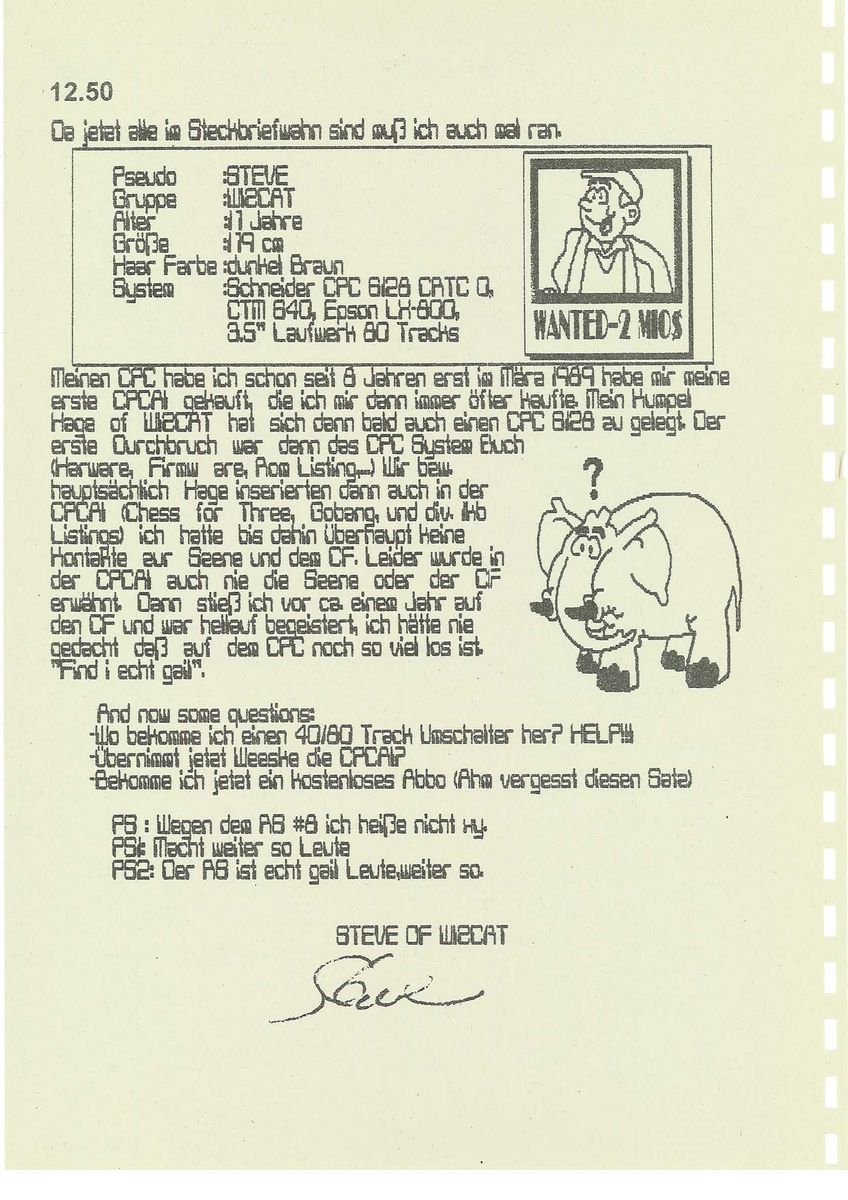 12.50
Da jetzt alle im Steckbriefwahn sind muß ich auch mal ran.
Pseudo :STEVE
Gruppe :WIZCAT
Alter :17 Jahre
Größe :179 cm
Haar Farbe :dunkel Braun
System :Schneider CPC 6128 CRTC 0,
CTM 640, Epson LX-800,
3,5" Laufwerk 80 Tracks
WANTED-2 MIO$
Meinen CPC habe ich schon seit 6 Jahren erst im März 1989 habe mir meine
erste CPCAI gekauft, die ich mir dann immer öfter kaufte. Mein Kumpel
Hage of WIZCAT hat sich dann bald auch einen CPC 6128 zu gelegt. Der
erste Durchbruch war dann das CPC System Buch
(Harware, Firmw are, Rom Listing,...) Wir bzw.
hauptsächlich Hage inserierten dann auch in der
CPCAI (Chess for Three, Gobang, und div. 1kb
Listings) ich hatte bis dahin überhaupt keine
Kontakte zur Szene und dem CF. Leider wurde in
der CPCAI auch nie die Szene oder der CF
erwähnt. Dann stieß ich vor ca. einem Jahr auf
den CF und war hellauf begeistert, ich hätte nie
gedacht daß auf dem CPC noch so viel los ist.
"Find i echt gail".
?
And now some questions:
-Wo bekomme ich einen 40/80 Track Umschalter her? HELP!!!
-Übernimmt jetzt Weeske die CPCAI?
-Bekomme ich jetzt ein kostenloses Abbo (Ahm vergesst diesen Satz)
PS : Wegen dem AS #6 ich heiße nicht xy.
PS1: Macht weiter so Leute
PS2: Der AS ist echt gail Leute,weiter so.
STEVE OF WIZCAT
Steve